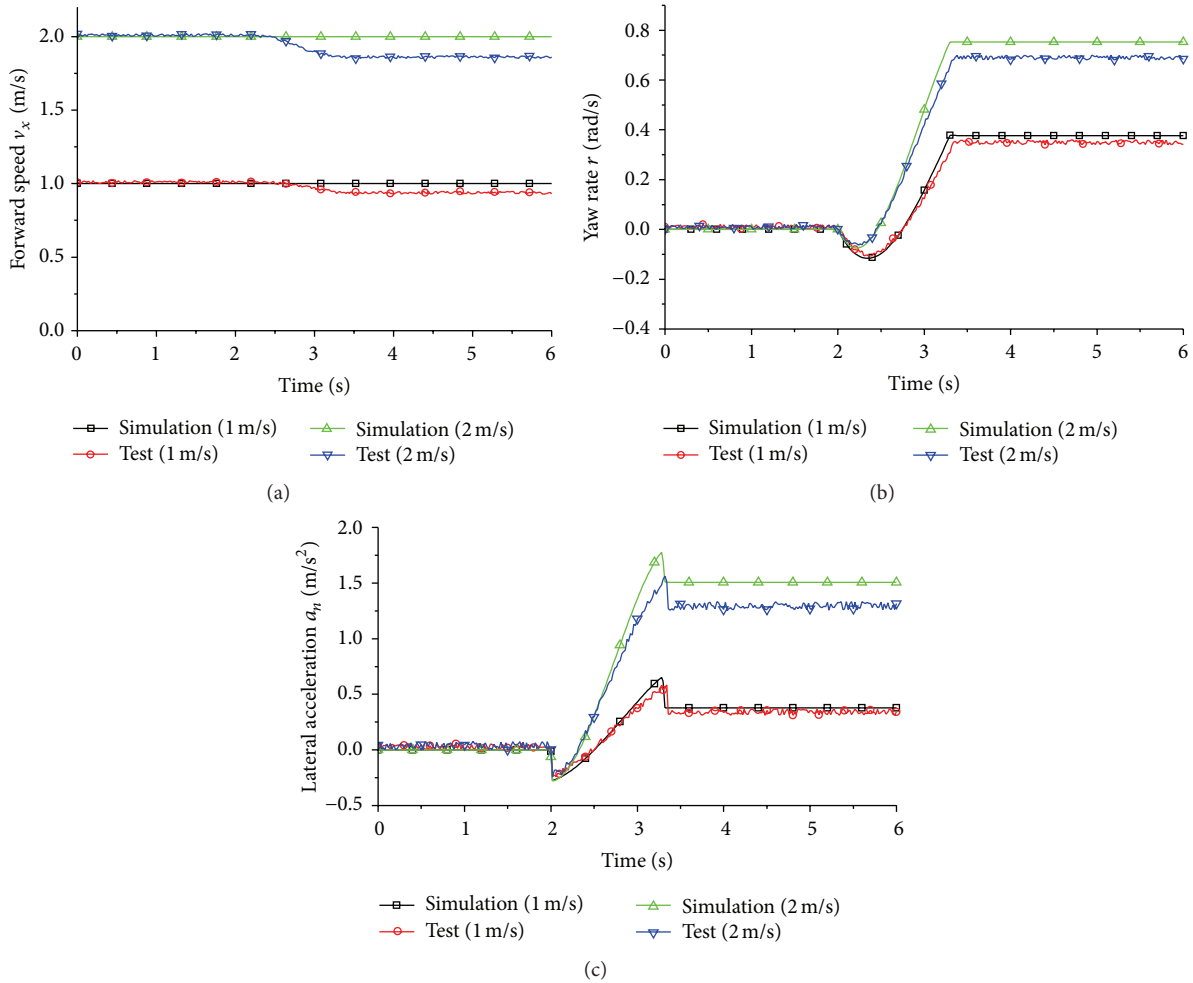 2.0
1.5
1.0
0.5
0.0
Forward speed v_x (m/s)
0 1 2 3 4 5 6
Time (s)
Simulation (1 m/s)
Test (1 m/s)
Simulation (2 m/s)
Test (2 m/s)
(a)
0.8
0.6
0.4
0.2
0.0
−0.2
−0.4
Yaw rate r (rad/s)
0 1 2 3 4 5 6
Time (s)
Simulation (1 m/s)
Test (1 m/s)
Simulation (2 m/s)
Test (2 m/s)
(b)
2.0
1.5
1.0
0.5
0.0
−0.5
Lateral acceleration a_n (m/s²)
0 1 2 3 4 5 6
Time (s)
Simulation (1 m/s)
Test (1 m/s)
Simulation (2 m/s)
Test (2 m/s)
(c)